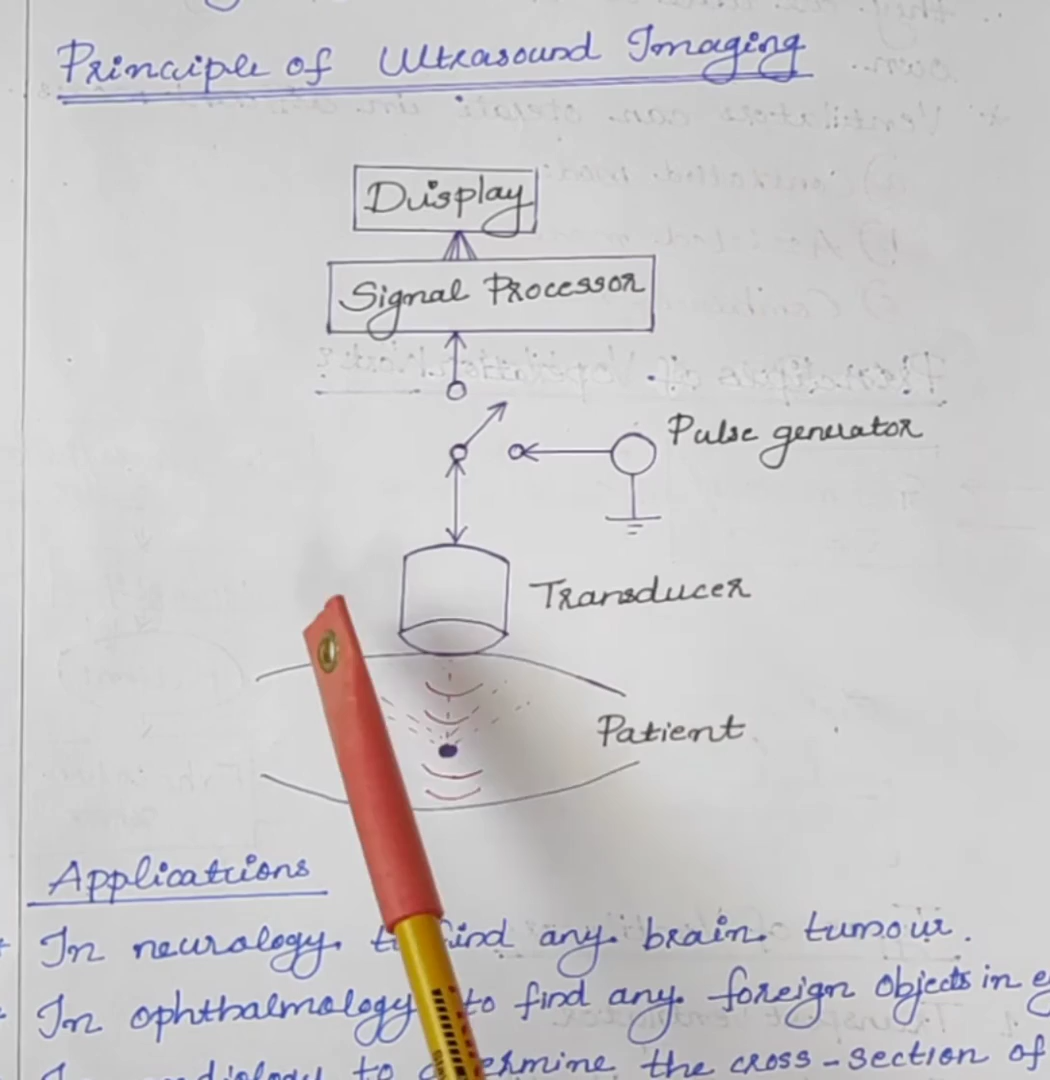 Principle of Ultrasound Imaging
Display
Signal Processor
Pulse generator
Transducer
Patient
Applications
In neurology. to find any. brain. tumour.
In ophthalmology to find any. foreign objects in
to the cross-section of